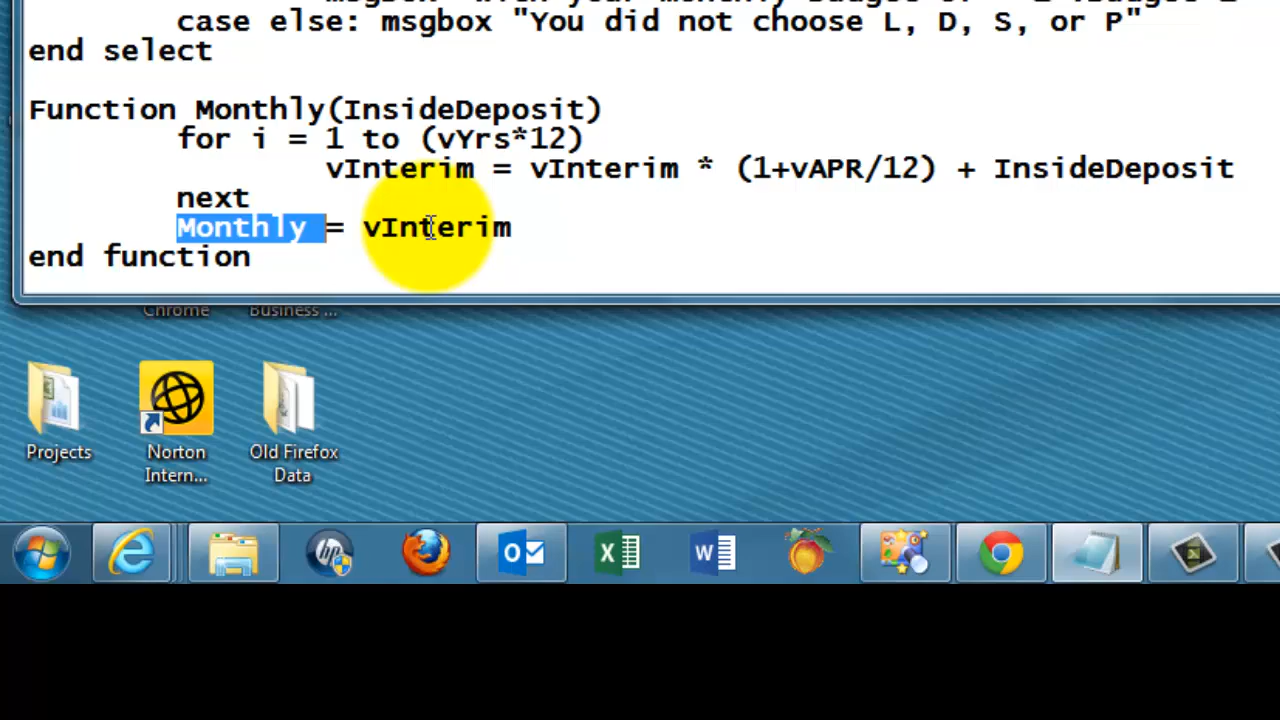 case else: msgbox "You did not choose L, D, S, or P"
end select
Function Monthly(InsideDeposit)
for i = 1 to (vYrs*12)
vInterim = vInterim * (1+vAPR/12) + InsideDeposit
next
Monthly = vInterim
end function
Chrome Business ...
Projects Norton Intern... Old Firefox Data
hp O X W